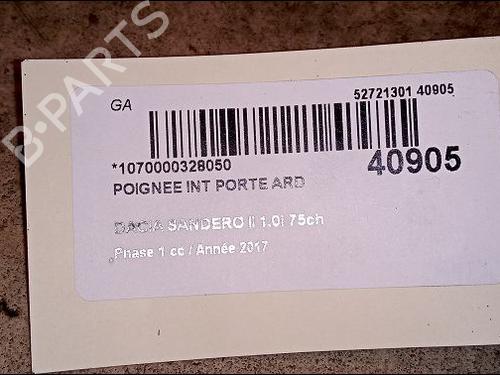 B-PARTS
GA
52721301 40905
*1070000328050
40905
POIGNEE INT PORTE ARD
DACIA SANDERO II 1.0i 75ch
Phase 1 cc / Année 2017